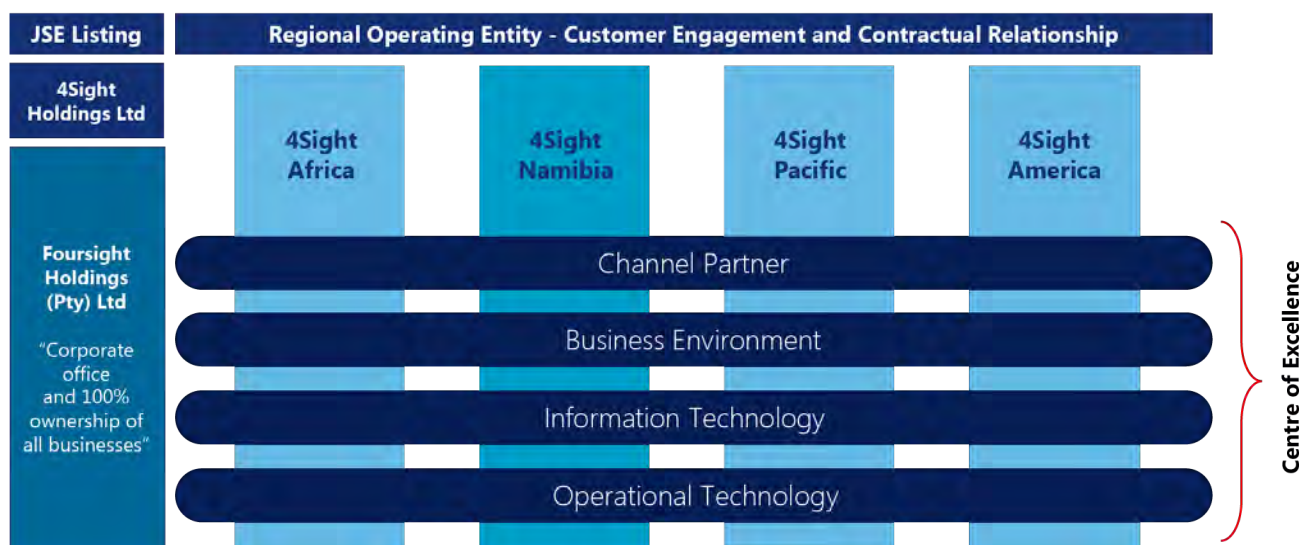 JSE Listing
Regional Operating Entity - Customer Engagement and Contractual Relationship
4Sight
Holdings Ltd
Foursight
Holdings
(Pty) Ltd
"Corporate
office
and 100%
ownership of
all businesses"
4Sight
Africa
4Sight
Namibia
4Sight
Pacific
4Sight
America
Channel Partner
Business Environment
Information Technology
Operational Technology
Centre of Excellence